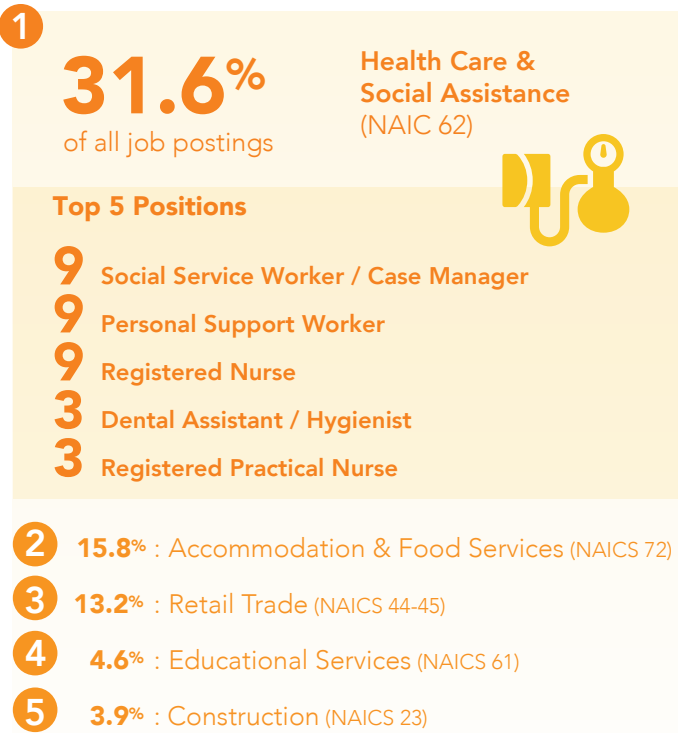 1
31.6%
of all job postings
Health Care &
Social Assistance
(NAIC 62)
Top 5 Positions
9 Social Service Worker / Case Manager
9 Personal Support Worker
9 Registered Nurse
3 Dental Assistant / Hygienist
3 Registered Practical Nurse
2 15.8% : Accommodation & Food Services (NAICS 72)
3 13.2% : Retail Trade (NAICS 44-45)
4 4.6% : Educational Services (NAICS 61)
5 3.9% : Construction (NAICS 23)